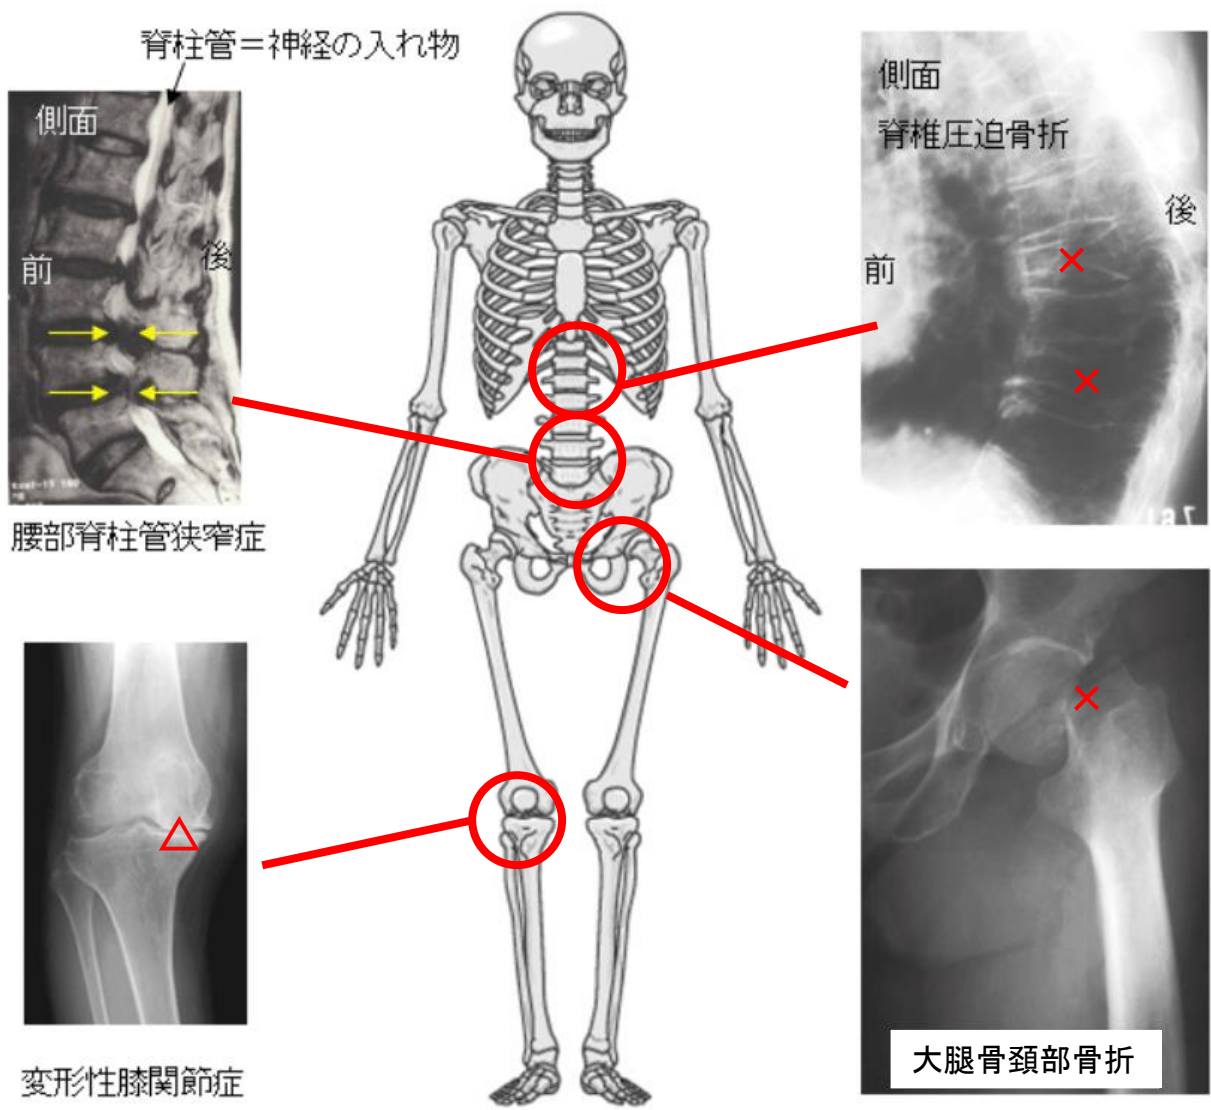 脊柱管＝神経の入れ物
側面
前
後
腰部脊柱管狭窄症
側面
脊椎圧迫骨折
後
前
変形性膝関節症
大腿骨頚部骨折